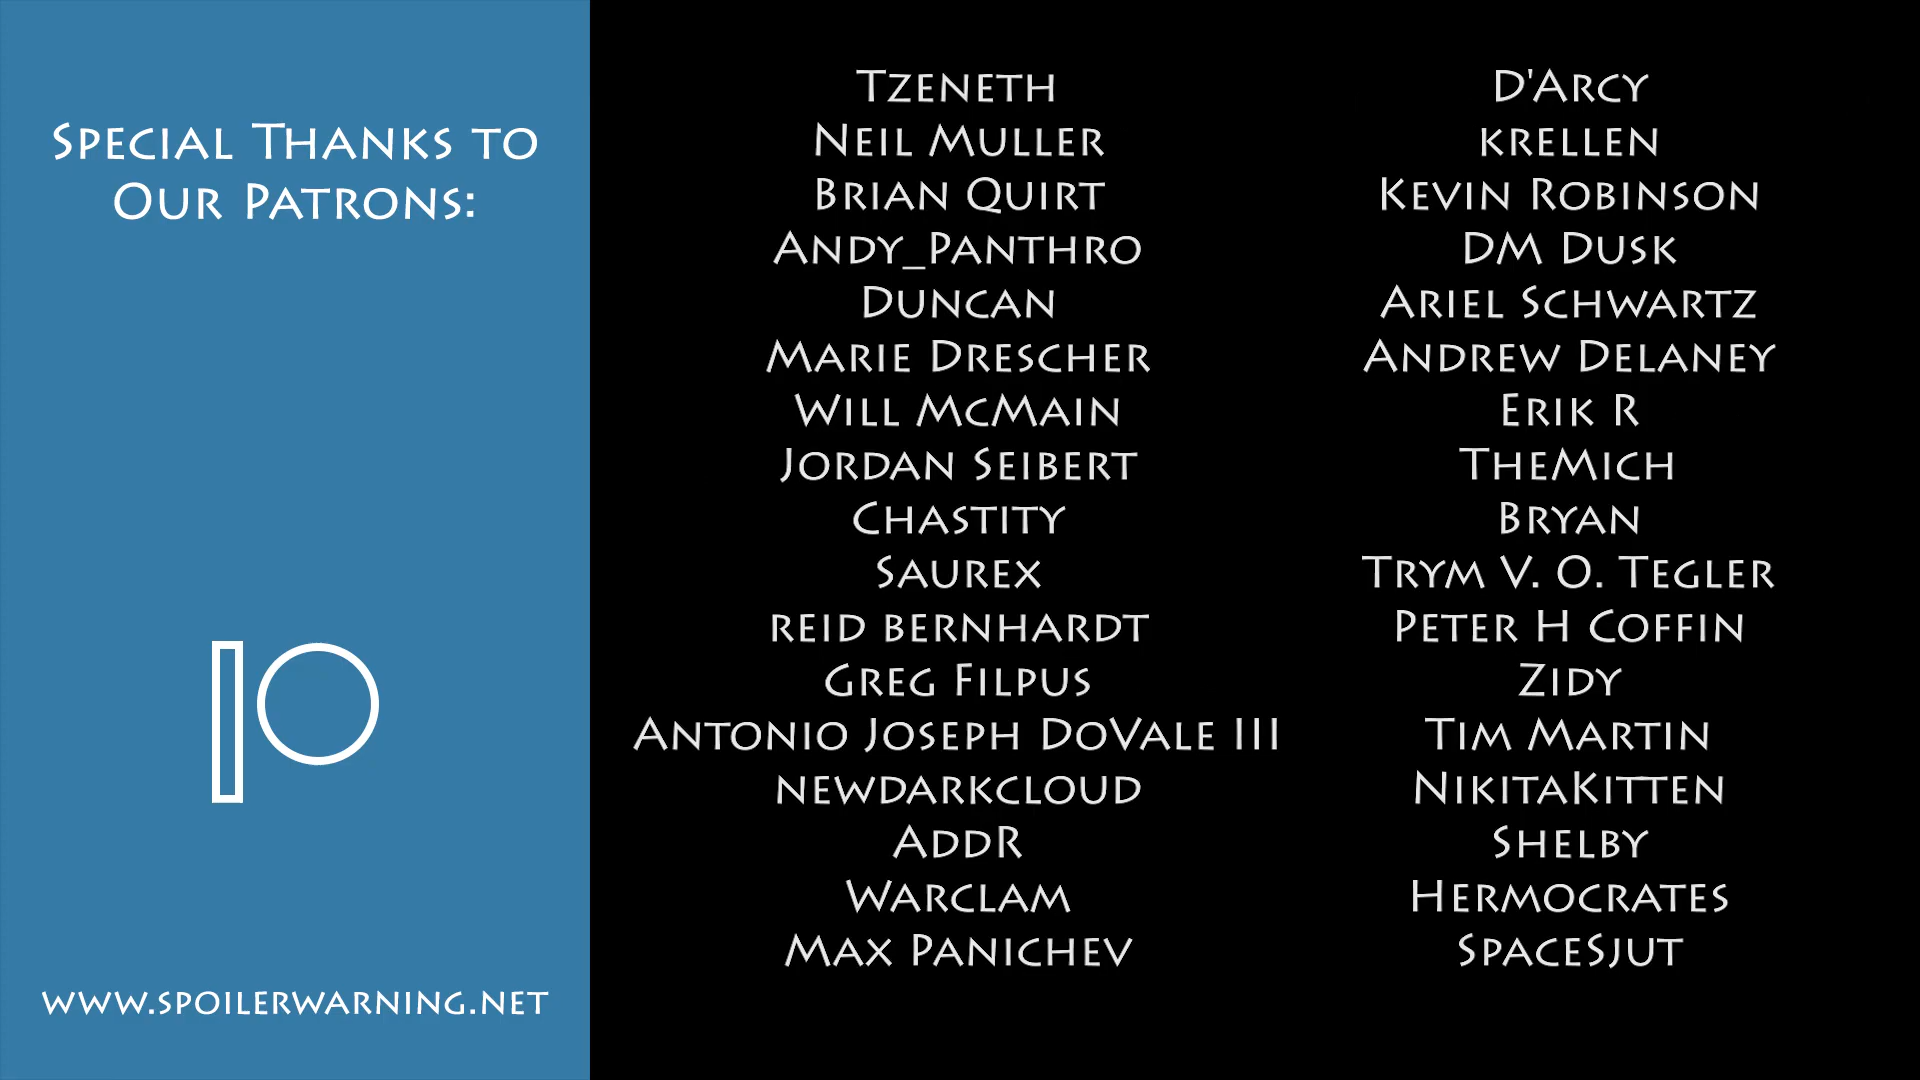 Special Thanks to
Our Patrons:
www.spoilerwarning.net
Tzeneth
Neil Muller
Brian Quirt
Andy_Panthro
Duncan
Marie Drescher
Will McMain
Jordan Seibert
Chastity
Saurex
reid bernhardt
Greg Filpus
Antonio Joseph DoVale III
newdarkcloud
AddR
Warclam
Max Panichev
D'Arcy
krellen
Kevin Robinson
DM Dusk
Ariel Schwartz
Andrew Delaney
Erik R
TheMich
Bryan
Trym V. O. Tegler
Peter H Coffin
Zidy
Tim Martin
NikitaKitten
Shelby
Hermocrates
SpaceSjut